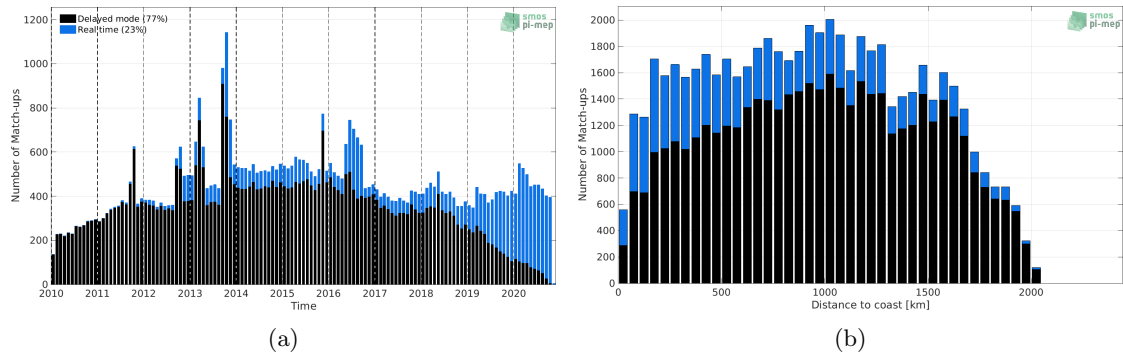 1200
1000
800
600
400
200
0
Number of Match-ups
Delayed mode (77%)
Real time (23%)
smos
pi-mep
2010 2011 2012 2013 2014 2015 2016 2017 2018 2019 2020
Time
(a)
2000
1800
1600
1400
1200
1000
800
600
400
200
0
Number of Match-ups
smos
pi-mep
0 500 1000 1500 2000
Distance to coast [km]
(b)